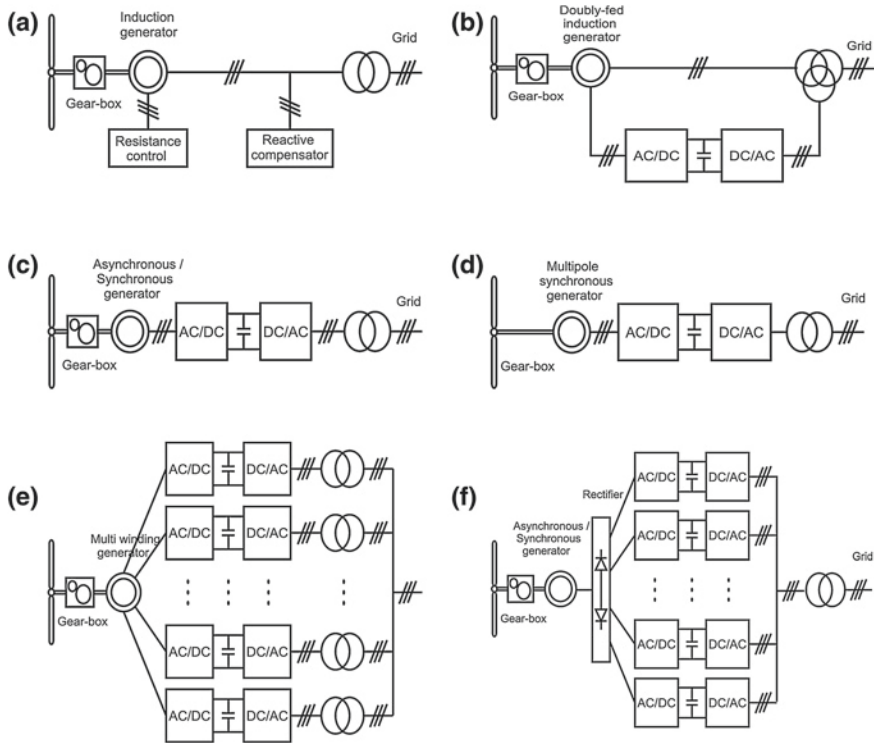 (a)
Induction
generator
Grid
Gear-box
Resistance
control
Reactive
compensator
(b)
Doubly-fed
induction
generator
Grid
Gear-box
AC/DC
DC/AC
(c)
Asynchronous /
Synchronous
generator
Grid
AC/DC
DC/AC
Gear-box
(d)
Multipole
synchronous
generator
Grid
AC/DC
DC/AC
Gear-box
(e)
AC/DC
DC/AC
AC/DC
DC/AC
Multi winding
generator
Gear-box
AC/DC
DC/AC
AC/DC
DC/AC
(f)
AC/DC
DC/AC
Rectifier
Asynchronous /
Synchronous
generator
AC/DC
DC/AC
Grid
Gear-box
AC/DC
DC/AC
AC/DC
DC/AC